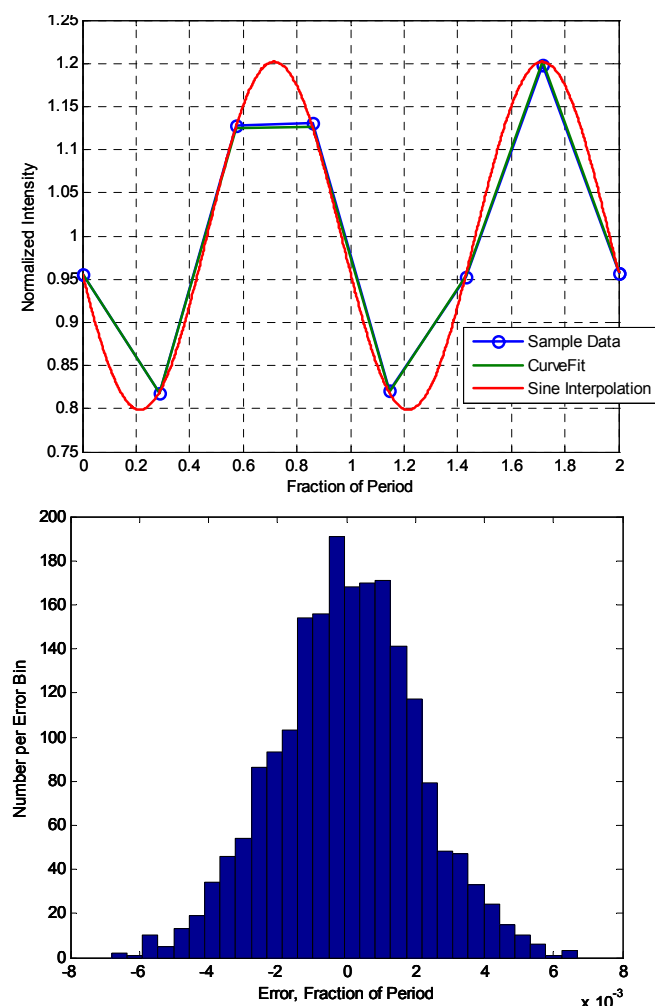 1.25
1.2
1.15
1.1
1.05
1
0.95
0.9
0.85
0.8
0.75
Normalized Intensity
Sample Data
CurveFit
Sine Interpolation
0 0.2 0.4 0.6 0.8 1 1.2 1.4 1.6 1.8 2
Fraction of Period
200
180
160
140
120
100
80
60
40
20
0
Number per Error Bin
-8 -6 -4 -2 0 2 4 6 8
Error, Fraction of Period
x 10⁻³